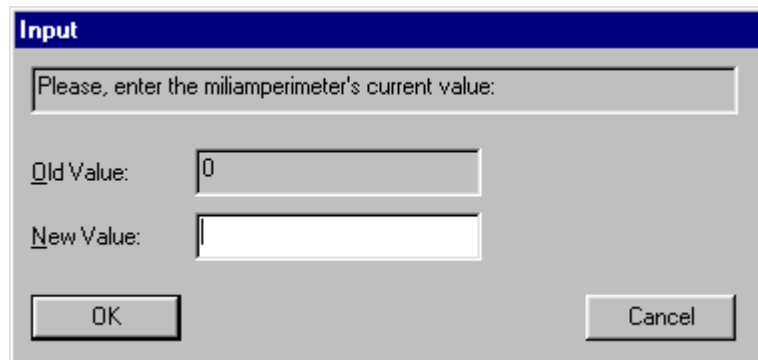 Input
Please, enter the miliamperimeter's current value:
Old Value: 0
New Value:
OK Cancel